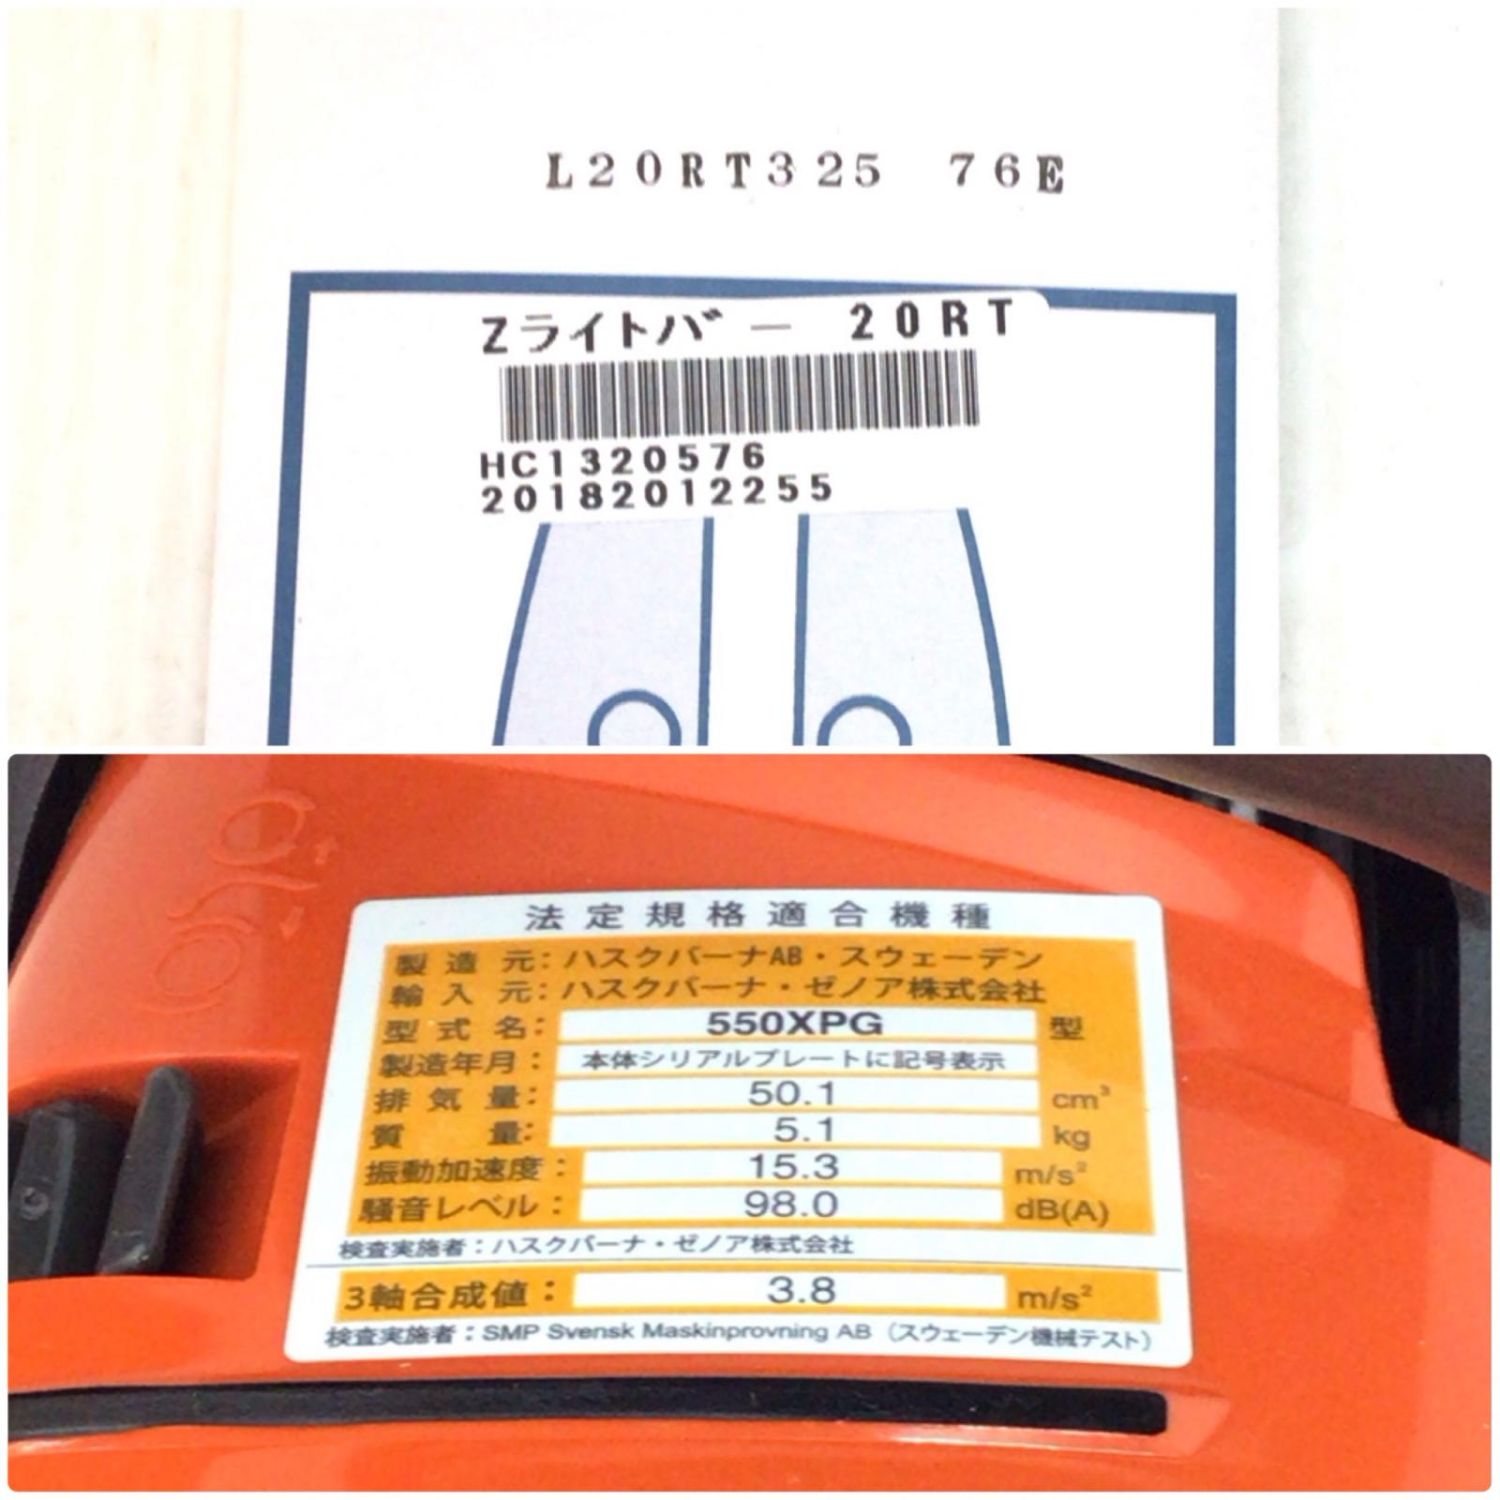 L20RT325 76E
Zライトバー 20RT
HC1320576
20182012255
法定規格適合機種
製造元：ハスクバーナAB・スウェーデン
輸入元：ハスクバーナ・ゼノア株式会社
型式名： 550XPG 型
製造年月： 本体シリアルプレートに記号表示
排気量： 50.1 cm³
質量： 5.1 kg
振動加速度： 15.3 m/s²
騒音レベル： 98.0 dB(A)
検査実施者：ハスクバーナ・ゼノア株式会社
3軸合成値： 3.8 m/s²
検査実施者：SMP Svensk Maskinprovning AB（スウェーデン機械テスト）